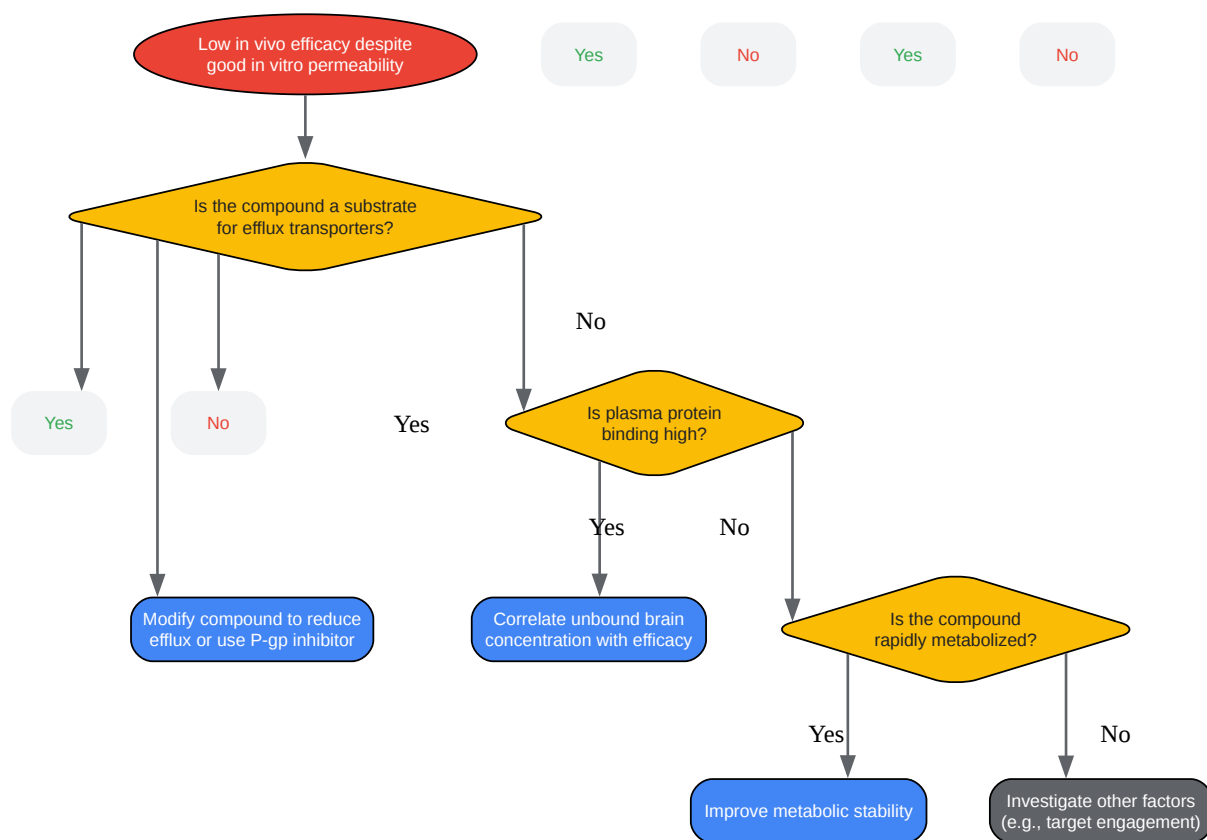 Low in vivo efficacy despite
good in vitro permeability
Yes
No
Yes
No
Is the compound a substrate
for efflux transporters?
No
Yes
No
Yes
Is plasma protein
binding high?
Yes
No
Modify compound to reduce
efflux or use P-gp inhibitor
Correlate unbound brain
concentration with efficacy
Is the compound
rapidly metabolized?
Yes
No
Improve metabolic stability
Investigate other factors
(e.g., target engagement)